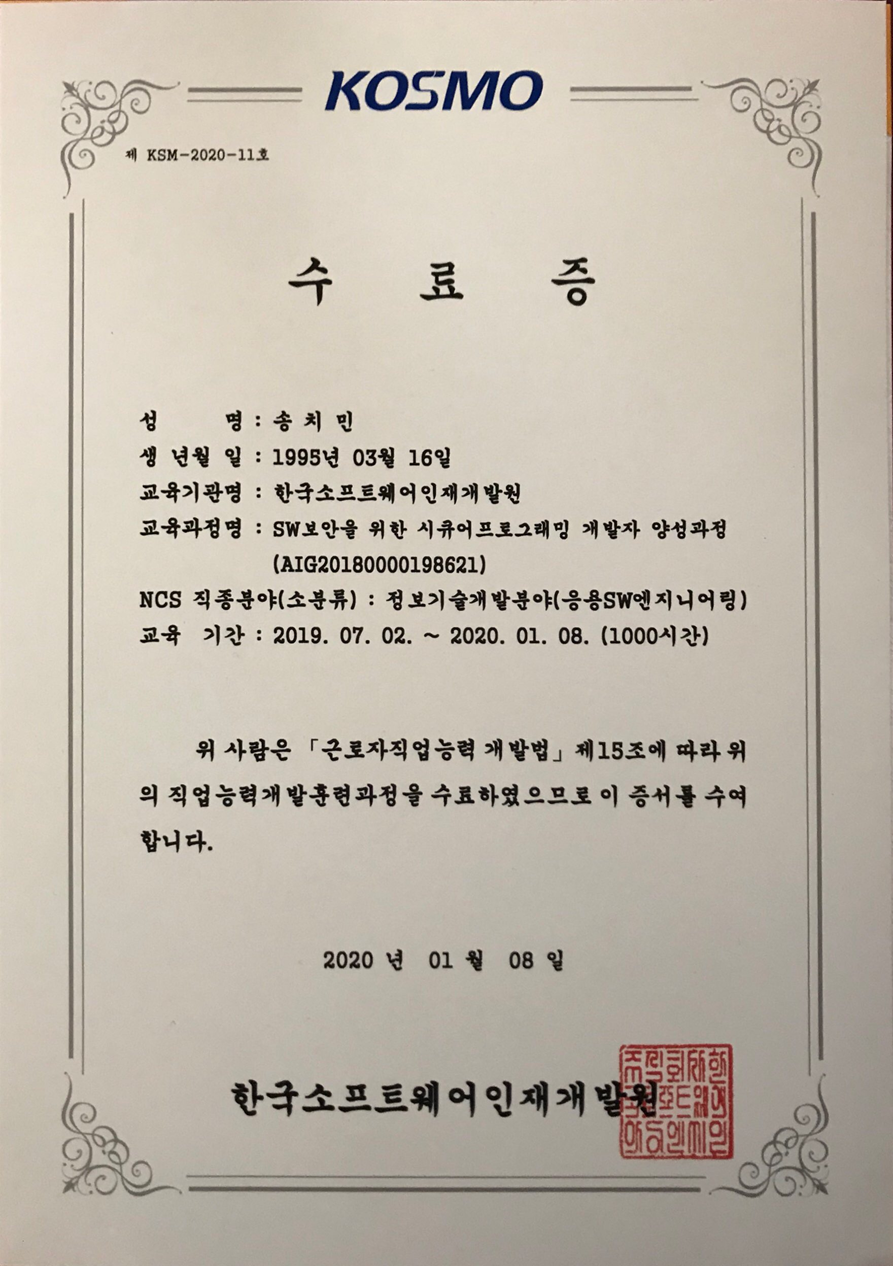 KOSMO
제 KSM-2020-11호
수 료 증
성 명 : 송 치 민
생 년월 일 : 1995년 03월 16일
교육기관명 : 한국소프트웨어인재개발원
교육과정명 : SW보안을 위한 시큐어프로그래밍 개발자 양성과정
(AIG20180000198621)
NCS 직종분야(소분류) : 정보기술개발분야(응용SW엔지니어링)
교육 기간 : 2019. 07. 02. ~ 2020. 01. 08. (1000시간)
위 사람은 「근로자직업능력 개발법」 제15조에 따라 위
의 직업능력개발훈련과정을 수료하였으므로 이 증서를 수여
합니다.
2020 년 01 월 08 일
한국소프트웨어인재개발원